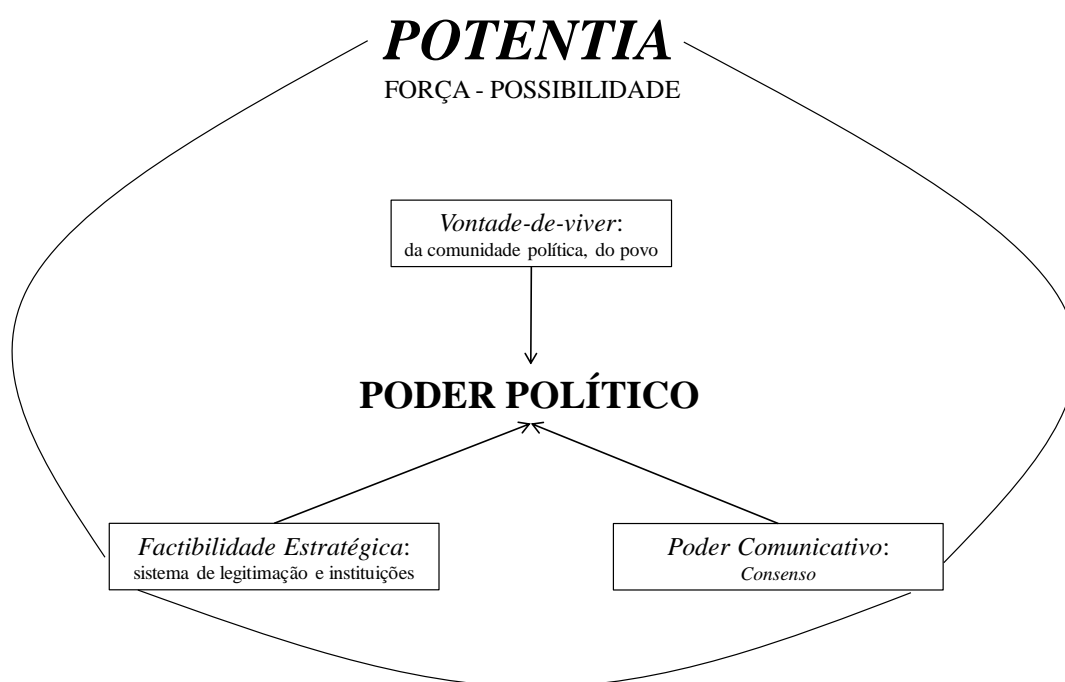 POTENTIA
FORÇA - POSSIBILIDADE
Vontade-de-viver:
da comunidade política, do povo
PODER POLÍTICO
Factibilidade Estratégica:
sistema de legitimação e instituições
Poder Comunicativo:
Consenso